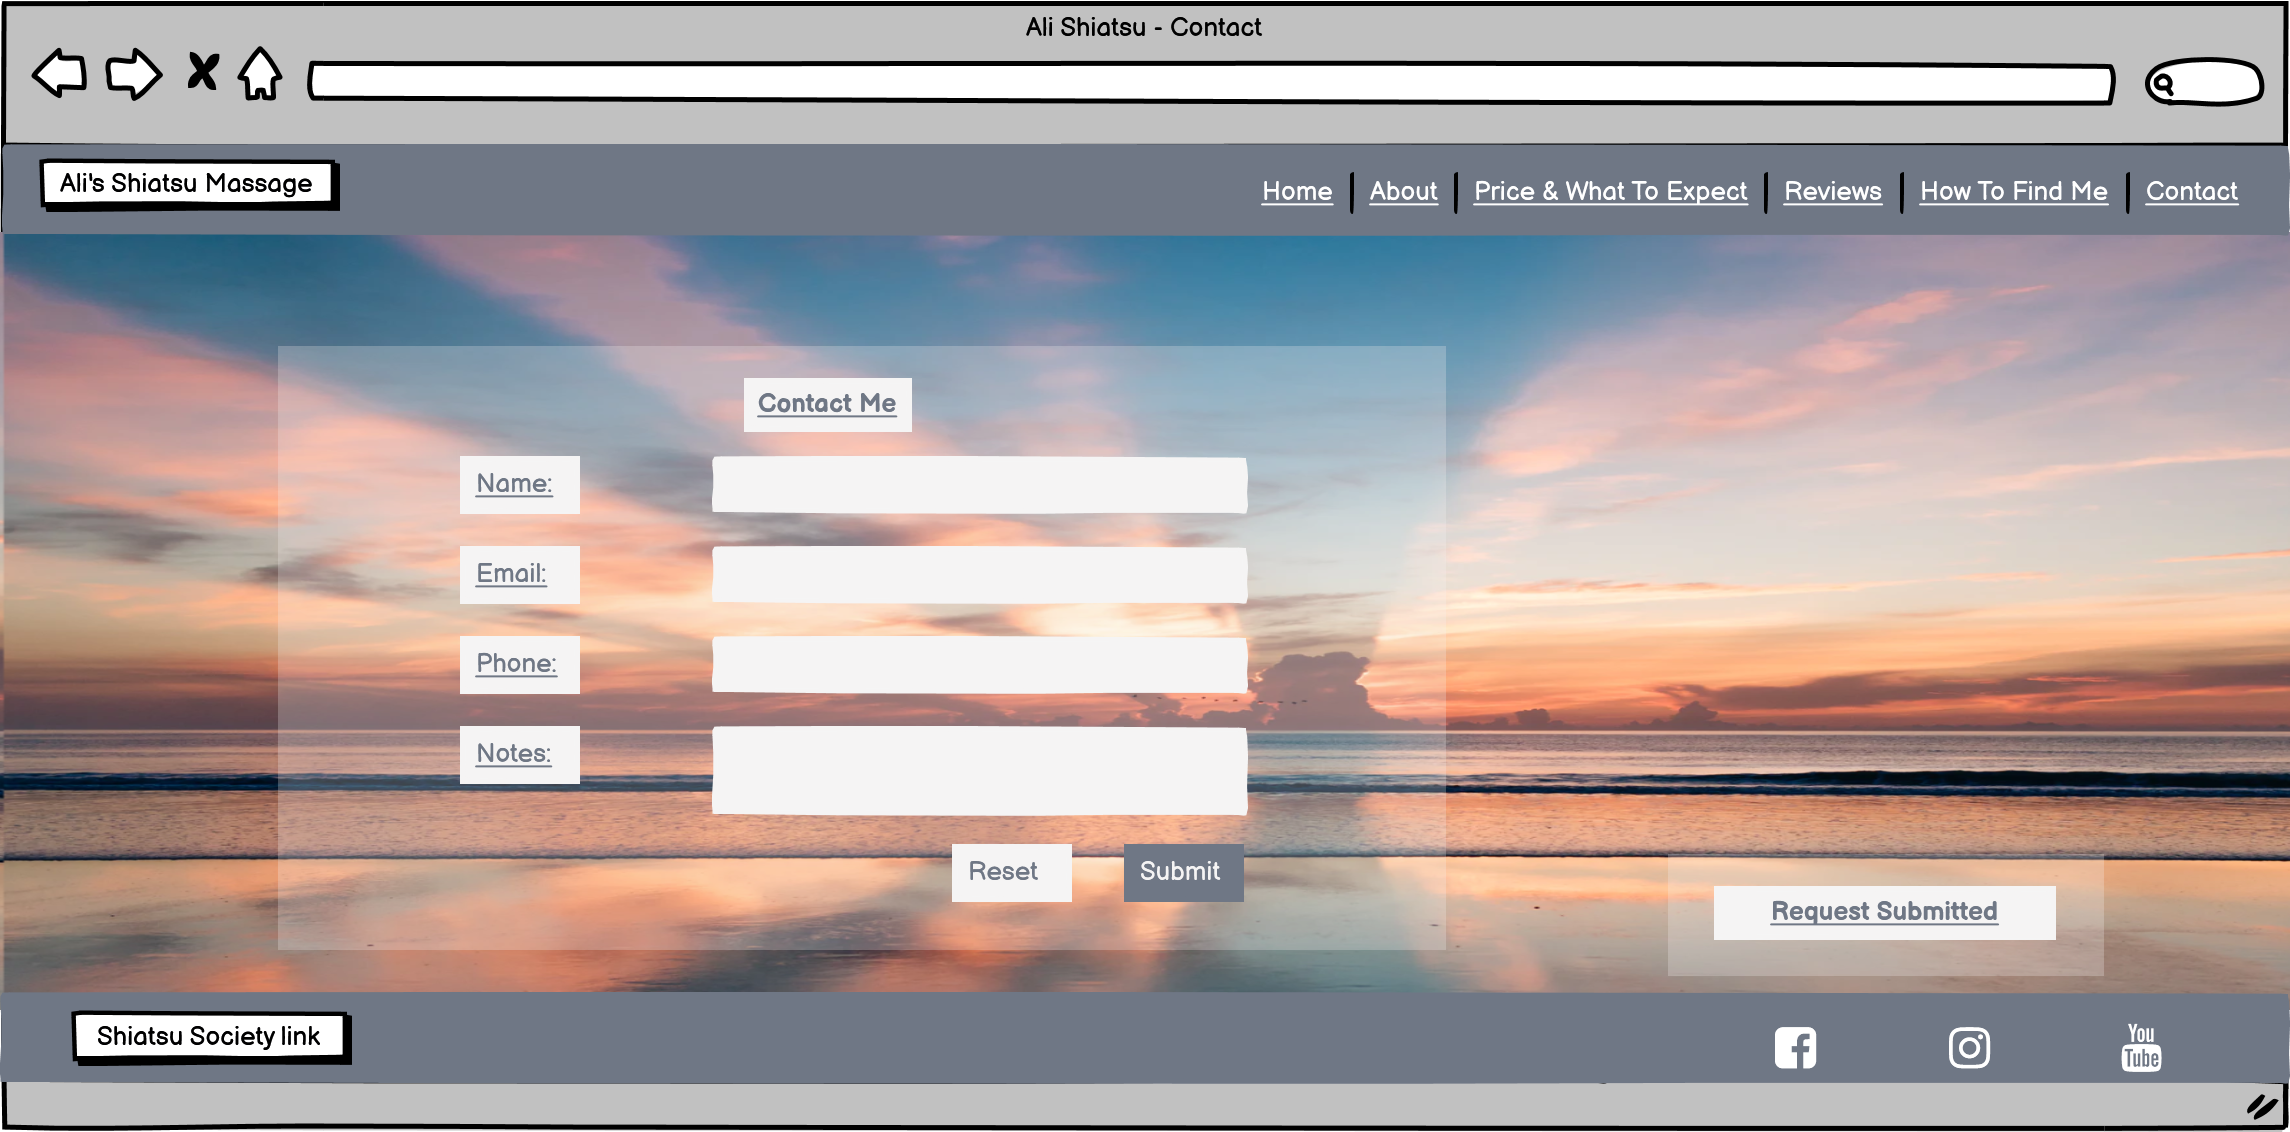 Ali Shiatsu - Contact
Ali's Shiatsu Massage
Home
About
Price & What To Expect
Reviews
How To Find Me
Contact
Contact Me
Name:
Email:
Phone:
Notes:
Reset
Submit
Request Submitted
Shiatsu Society link
You
Tube